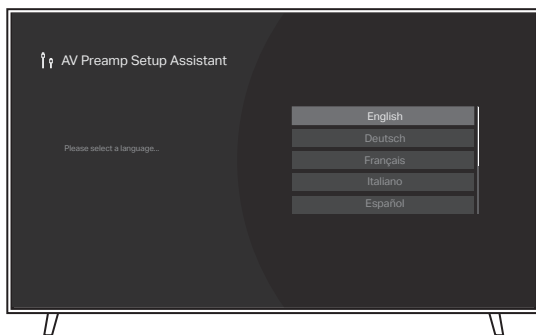 AV Preamp Setup Assistant
Please select a language...
English
Deutsch
Français
Italiano
Español